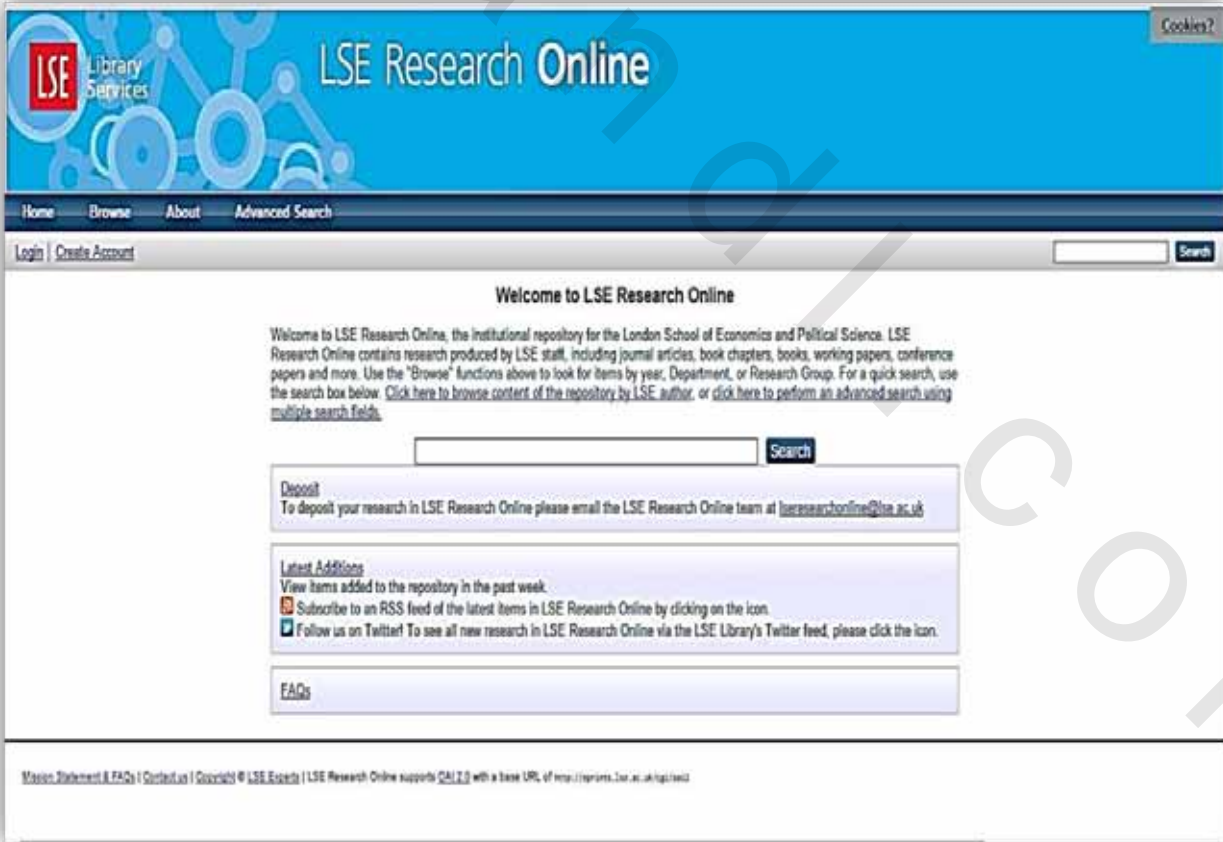 Cookies?
LSE Library
Services
LSE Research Online
Home Browse About Advanced Search
Login | Create Account
Search
Welcome to LSE Research Online
Welcome to LSE Research Online, the institutional repository for the London School of Economics and Political Science. LSE
Research Online contains research produced by LSE staff, including journal articles, book chapters, books, working papers, conference
papers and more. Use the "Browse" functions above to look for items by year, Department, or Research Group. For a quick search, use
the search box below. Click here to browse content of the repository by LSE author, or click here to perform an advanced search using
multiple search fields.
Search
Deposit
To deposit your research in LSE Research Online please email the LSE Research Online team at lseresearchonline@lse.ac.uk
Latest Additions
View items added to the repository in the past week.
Subscribe to an RSS feed of the latest items in LSE Research Online by clicking on the icon.
Follow us on Twitter! To see all new research in LSE Research Online via the LSE Library's Twitter feed, please click the icon.
FAQs
Mission Statement & FAQs | Contact us | Copyright © LSE Experts | LSE Research Online supports OAI 2.0 with a base URL of